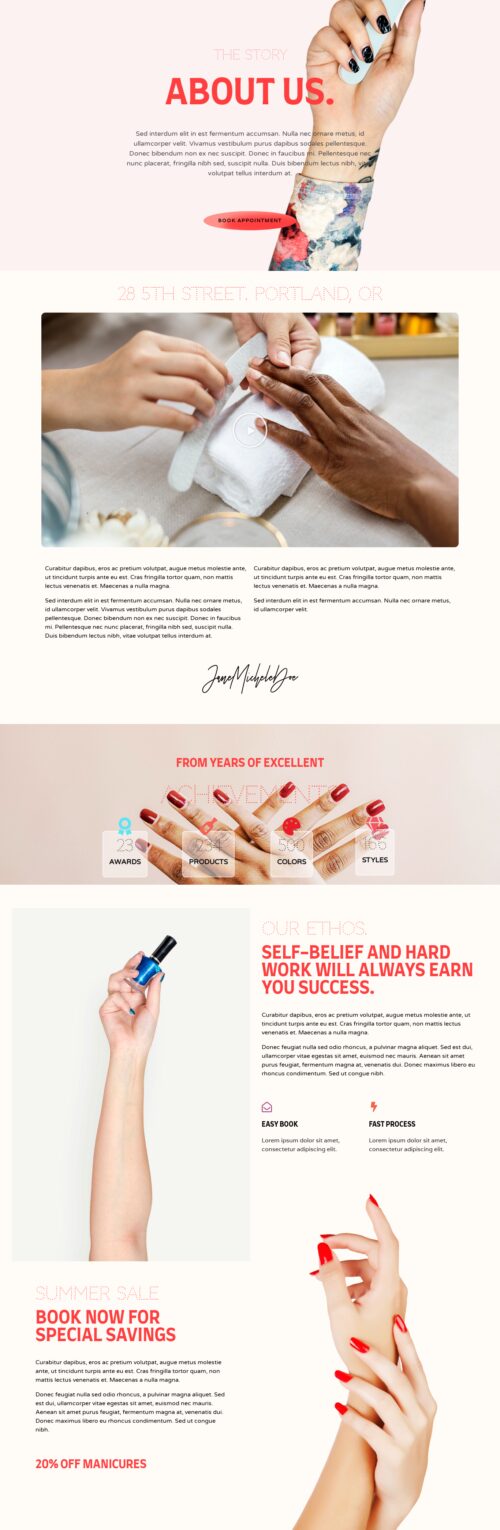 THE STORY
ABOUT US.
Sed interdum elit in est fermentum accumsan. Nulla nec ornare metus, id
ullamcorper velit. Vivamus vestibulum purus dapibus sodales pellentesque.
Donec bibendum non ex nec suscipit. Donec in faucibus mi. Pellentesque nec
nunc placerat, fringilla nibh sed, suscipit nulla. Duis bibendum lectus nibh, vitae
volutpat tellus interdum at.
BOOK APPOINTMENT
28 5TH STREET. PORTLAND, OR
Curabitur dapibus, eros ac pretium volutpat, augue metus molestie ante,
ut tincidunt turpis ante eu est. Cras fringilla tortor quam, non mattis
lectus venenatis et. Maecenas a nulla magna.
Sed interdum elit in est fermentum accumsan. Nulla nec ornare metus,
id ullamcorper velit. Vivamus vestibulum purus dapibus sodales
pellentesque. Donec bibendum non ex nec suscipit. Donec in faucibus
mi. Pellentesque nec nunc placerat, fringilla nibh sed, suscipit nulla.
Duis bibendum lectus nibh, vitae volutpat tellus interdum at.
Curabitur dapibus, eros ac pretium volutpat, augue metus molestie ante,
ut tincidunt turpis ante eu est. Cras fringilla tortor quam, non mattis
lectus venenatis et. Maecenas a nulla magna.
Sed interdum elit in est fermentum accumsan. Nulla nec ornare metus,
id ullamcorper velit.
JaneMicheleDoe
FROM YEARS OF EXCELLENT
ACHIEVEMENTS
23
AWARDS
234
PRODUCTS
500
COLORS
166
STYLES
OUR ETHOS.
SELF-BELIEF AND HARD
WORK WILL ALWAYS EARN
YOU SUCCESS.
Curabitur dapibus, eros ac pretium volutpat, augue metus molestie ante, ut
tincidunt turpis ante eu est. Cras fringilla tortor quam, non mattis lectus
venenatis et. Maecenas a nulla magna.
Donec feugiat nulla sed odio rhoncus, a pulvinar magna aliquet. Sed est dui,
ullamcorper vitae egestas sit amet, euismod nec mauris. Aenean sit amet
purus feugiat, fermentum magna at, venenatis dui. Donec maximus libero eu
rhoncus condimentum. Sed ut congue nibh.
EASY BOOK
Lorem ipsum dolor sit amet,
consectetur adipiscing elit.
FAST PROCESS
Lorem ipsum dolor sit amet,
consectetur adipiscing elit.
SUMMER SALE
BOOK NOW FOR
SPECIAL SAVINGS
Curabitur dapibus, eros ac pretium volutpat, augue metus molestie
ante, ut tincidunt turpis ante eu est. Cras fringilla tortor quam, non
mattis lectus venenatis et. Maecenas a nulla magna.
Donec feugiat nulla sed odio rhoncus, a pulvinar magna aliquet. Sed
est dui, ullamcorper vitae egestas sit amet, euismod nec mauris.
Aenean sit amet purus feugiat, fermentum magna at, venenatis dui.
Donec maximus libero eu rhoncus condimentum. Sed ut congue
nibh.
20% OFF MANICURES